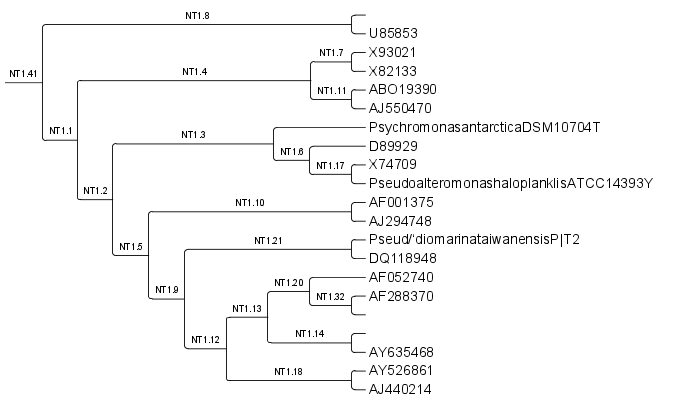 NT1.8
U85853
NT1.7
X93021
NT1.41
NT1.4
X82133
NT1.11
ABO19390
AJ550470
NT1.1
PsychromonasantarcticaDSM10704T
NT1.3
D89929
NT1.6
X74709
NT1.17
PseudoalteromonashaloplanklisATCC14393Y
NT1.2
AF001375
NT1.10
AJ294748
Pseud/'diomarinataiwanensisP|T2
NT1.21
NT1.5
DQ118948
AF052740
NT1.20
AF288370
NT1.32
NT1.9
NT1.13
NT1.14
NT1.12
AY635468
AY526861
NT1.18
AJ440214